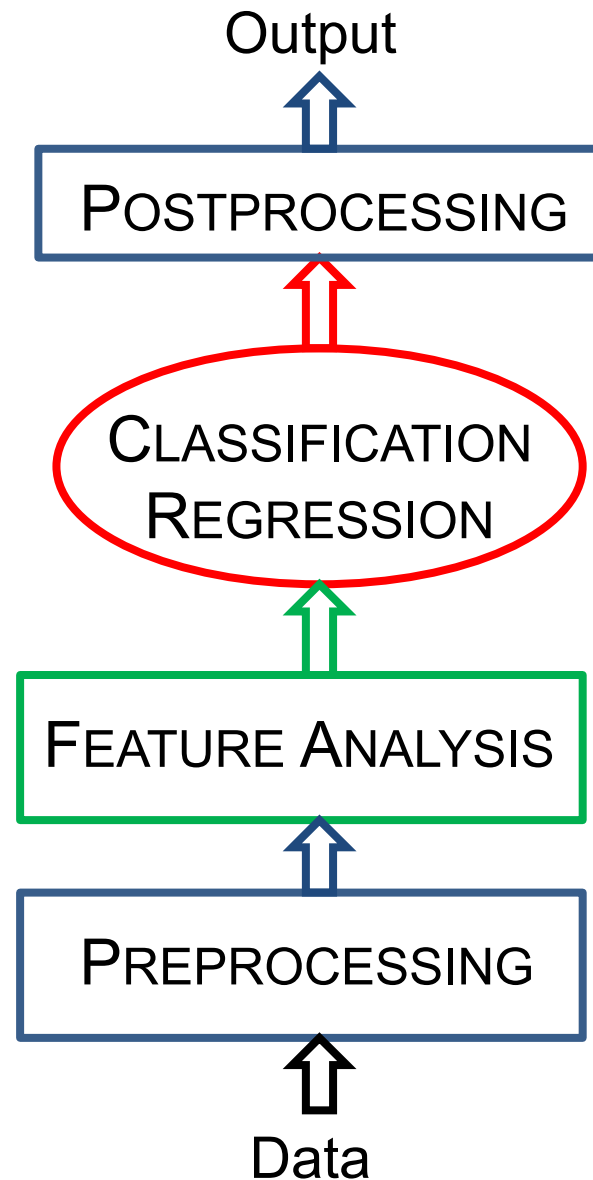 Output
POSTPROCESSING
CLASSIFICATION
REGRESSION
FEATURE ANALYSIS
PREPROCESSING
Data